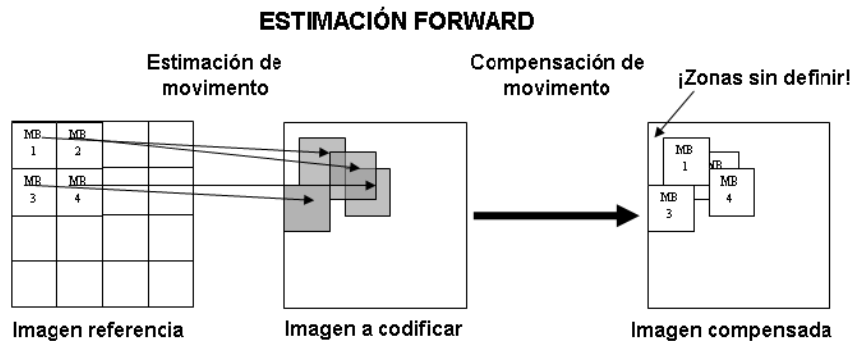 ESTIMACIÓN FORWARD
Estimación de
movimento
Compensación de
movimento
¡Zonas sin definir!
MB
1
MB
2
MB
3
MB
4
MB
1
MB
MB
3
MB
4
Imagen referencia
Imagen a codificar
Imagen compensada